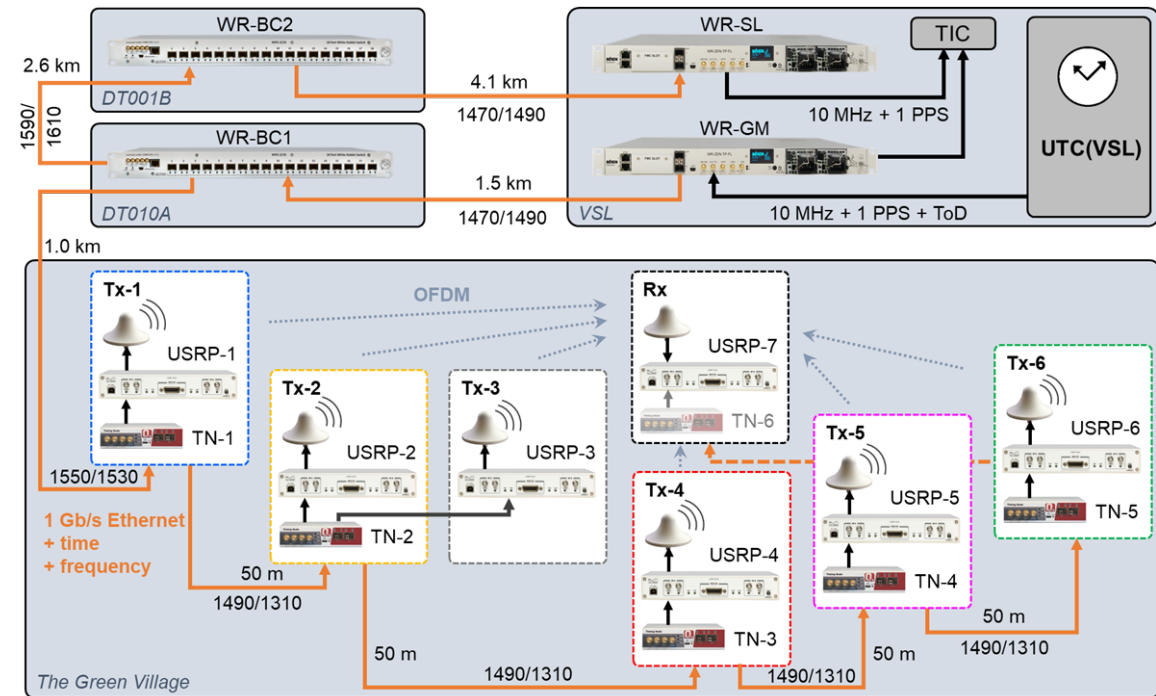 WR-BC2
DT001B
2.6 km
1590/
1610
WR-BC1
DT010A
4.1 km
1470/1490
1.5 km
1470/1490
WR-SL
TIC
10 MHz + 1 PPS
WR-GM
UTC(VSL)
10 MHz + 1 PPS + ToD
VSL
1.0 km
Tx-1
USRP-1
TN-1
1550/1530
OFDM
1 Gb/s Ethernet
+ time
+ frequency
Tx-2
USRP-2
TN-2
50 m
1490/1310
Tx-3
USRP-3
Rx
USRP-7
TN-6
Tx-4
USRP-4
TN-3
50 m
1490/1310
Tx-5
USRP-5
TN-4
50 m
1490/1310
Tx-6
USRP-6
TN-5
50 m
1490/1310
The Green Village